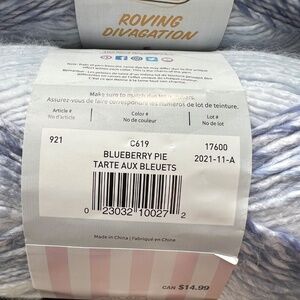 ROVING
DIVAGATION
Make sure to match dye lot numbers.
Assurez-vous de faire correspondre les numéros de lot de teinture.
Article # Color # Lot #
No d'article No de couleur No de lot
921 C619 17600
BLUEBERRY PIE 2021-11-A
TARTE AUX BLEUETS
0 23032 10027 2
Made in China | Fabriqué en Chine
CAN $14.99